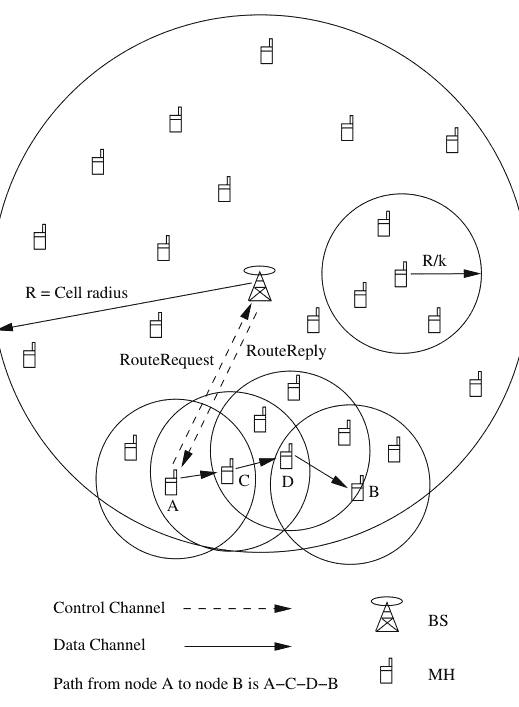 R/k
R = Cell radius
RouteRequest
RouteReply
A
C
D
B
Control Channel
BS
Data Channel
MH
Path from node A to node B is A−C−D−B